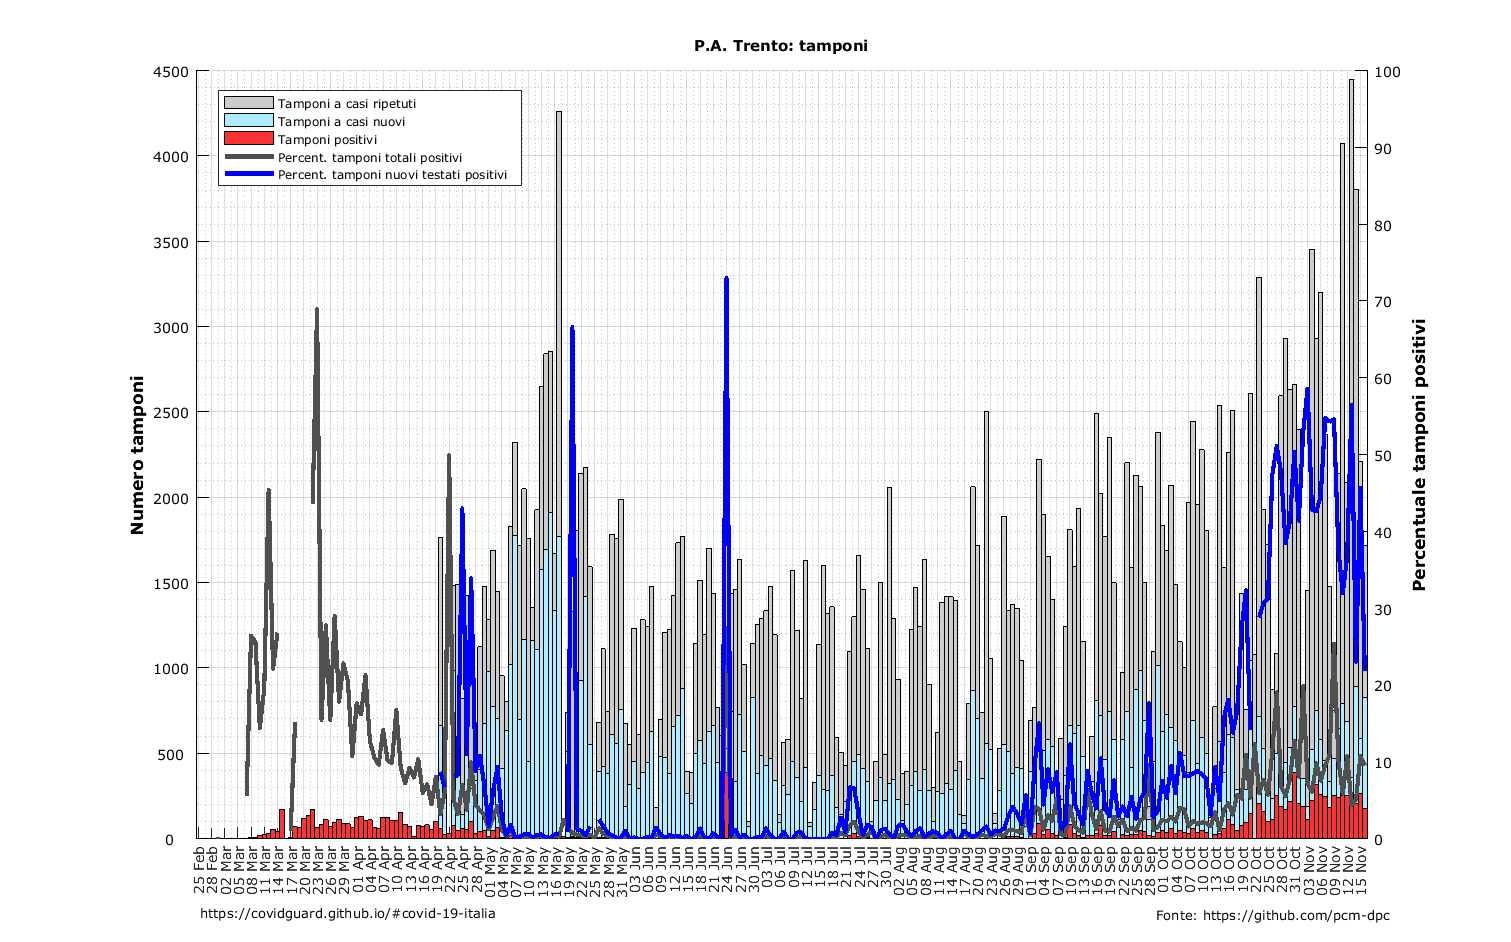 P.A. Trento: tamponi
4500
4000
3500
3000
2500
2000
1500
1000
500
0
Numero tamponi
Tamponi a casi ripetuti
Tamponi a casi nuovi
Tamponi positivi
Percent. tamponi totali positivi
Percent. tamponi nuovi testati positivi
100
90
80
70
60
50
40
30
20
10
0
Percentuale tamponi positivi
25 Feb
28 Feb
02 Mar
05 Mar
08 Mar
11 Mar
14 Mar
17 Mar
20 Mar
23 Mar
26 Mar
29 Mar
01 Apr
04 Apr
07 Apr
10 Apr
13 Apr
16 Apr
19 Apr
22 Apr
25 Apr
28 Apr
01 May
04 May
07 May
10 May
13 May
16 May
19 May
22 May
25 May
28 May
31 May
03 Jun
06 Jun
09 Jun
12 Jun
15 Jun
18 Jun
21 Jun
24 Jun
27 Jun
30 Jun
03 Jul
06 Jul
09 Jul
12 Jul
15 Jul
18 Jul
21 Jul
24 Jul
27 Jul
30 Jul
02 Aug
05 Aug
08 Aug
11 Aug
14 Aug
17 Aug
20 Aug
23 Aug
26 Aug
29 Aug
01 Sep
04 Sep
07 Sep
10 Sep
13 Sep
16 Sep
19 Sep
22 Sep
25 Sep
28 Sep
01 Oct
04 Oct
07 Oct
10 Oct
13 Oct
16 Oct
19 Oct
22 Oct
25 Oct
28 Oct
31 Oct
03 Nov
06 Nov
09 Nov
12 Nov
15 Nov
https://covidguard.github.io/#covid-19-italia
Fonte: https://github.com/pcm-dpc